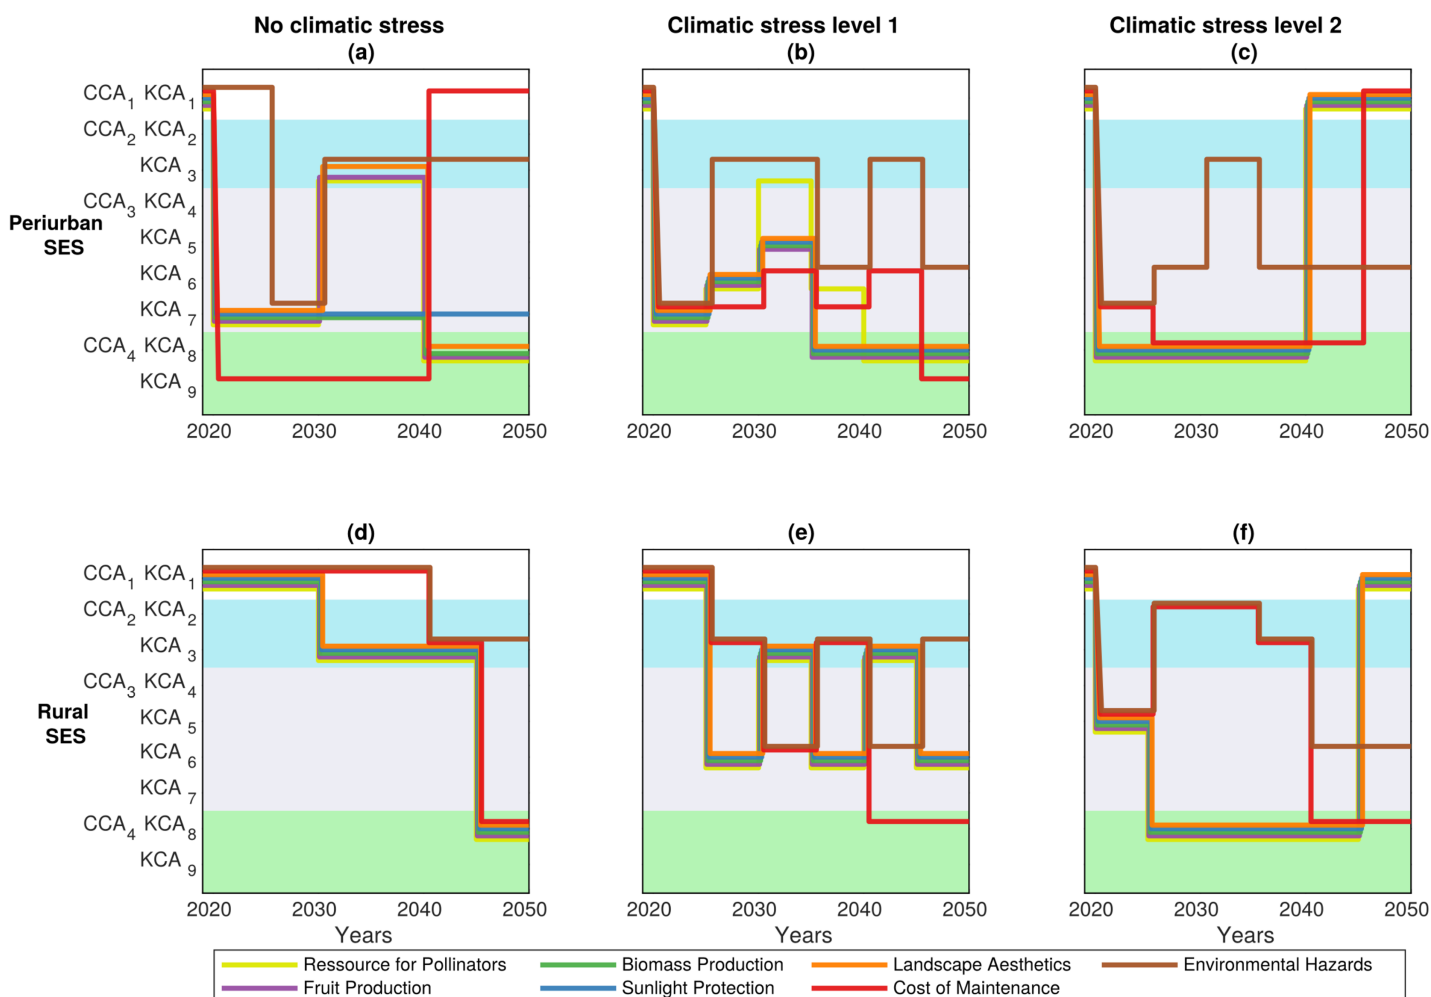 No climatic stress Climatic stress level 1 Climatic stress level 2
(a) (b) (c)
CCA1 KCA1
CCA2 KCA2
KCA3
CCA3 KCA4
Periurban SES
KCA5
KCA6
KCA7
CCA4 KCA8
KCA9
2020 2030 2040 2050 2020 2030 2040 2050 2020 2030 2040 2050
(d) (e) (f)
CCA1 KCA1
CCA2 KCA2
KCA3
CCA3 KCA4
Rural SES
KCA5
KCA6
KCA7
CCA4 KCA8
KCA9
2020 2030 2040 2050 2020 2030 2040 2050 2020 2030 2040 2050
Years Years Years
Ressource for Pollinators Biomass Production Landscape Aesthetics Environmental Hazards
Fruit Production Sunlight Protection Cost of Maintenance